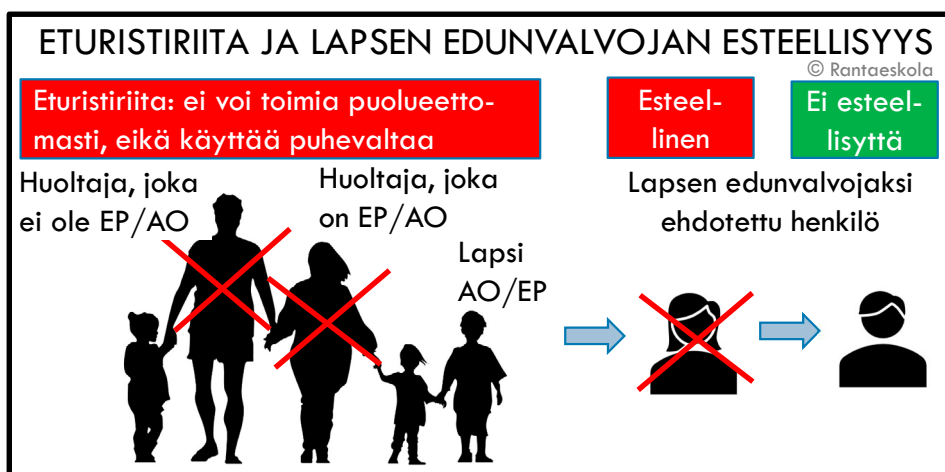 ETURISTIRIITA JA LAPSEN EDUNVALVOJAN ESTEELLISYYS
© Rantaeskola
Eturistiriita: ei voi toimia puolueetto-
masti, eikä käyttää puhevaltaa
Esteel-
linen
Ei esteel-
lisyttä
Huoltaja, joka
ei ole EP/AO
Huoltaja, joka
on EP/AO
Lapsi
AO/EP
Lapsen edunvalvojaksi
ehdotettu henkilö